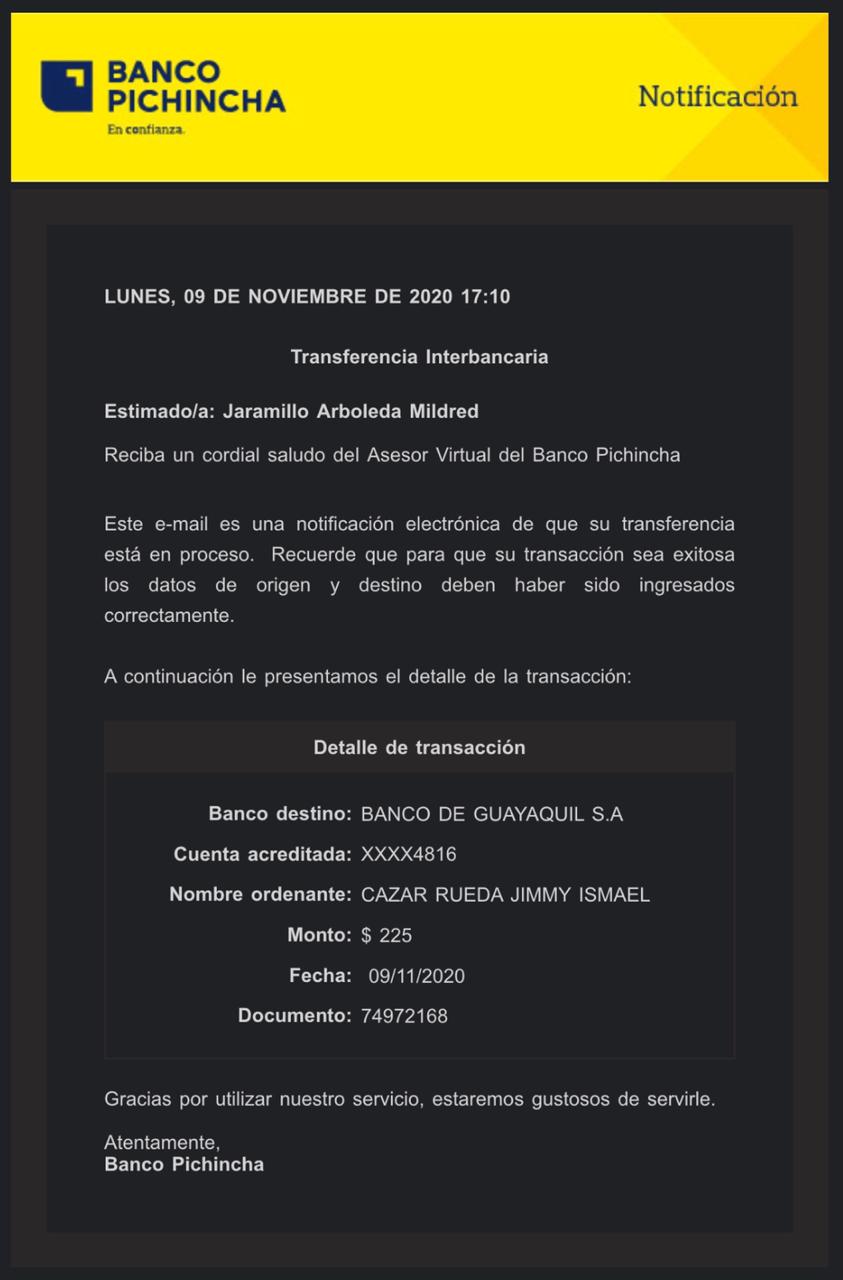 BANCO
PICHINCHA
En confianza.
Notificación
LUNES, 09 DE NOVIEMBRE DE 2020 17:10
Transferencia Interbancaria
Estimado/a: Jaramillo Arboleda Mildred
Reciba un cordial saludo del Asesor Virtual del Banco Pichincha
Este e-mail es una notificación electrónica de que su transferencia
está en proceso. Recuerde que para que su transacción sea exitosa
los datos de origen y destino deben haber sido ingresados
correctamente.
A continuación le presentamos el detalle de la transacción:
Detalle de transacción
Banco destino: BANCO DE GUAYAQUIL S.A
Cuenta acreditada: XXXX4816
Nombre ordenante: CAZAR RUEDA JIMMY ISMAEL
Monto: $ 225
Fecha: 09/11/2020
Documento: 74972168
Gracias por utilizar nuestro servicio, estaremos gustosos de servirle.
Atentamente,
Banco Pichincha